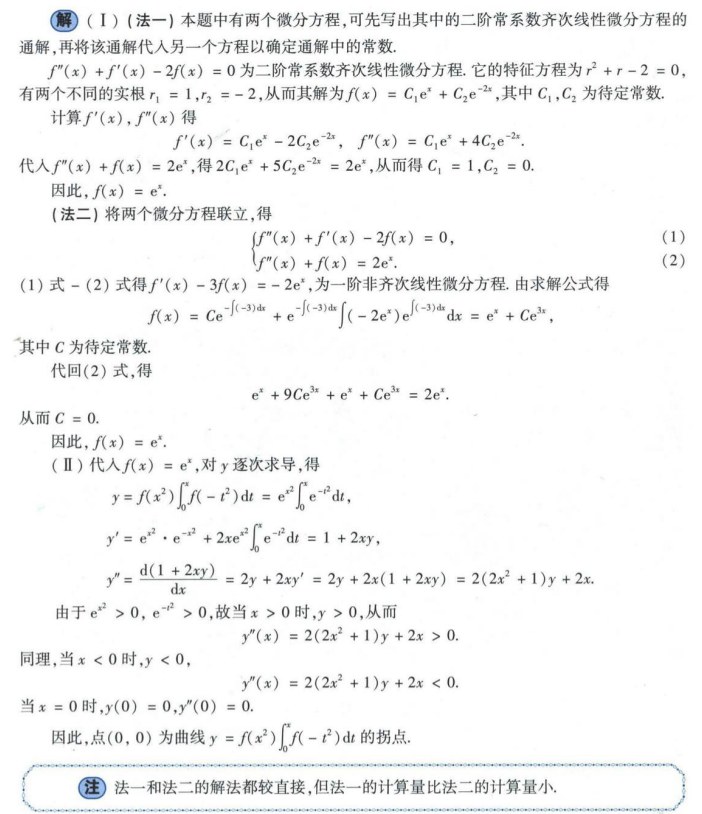 解 (Ⅰ) (法一) 本题中有两个微分方程,可先写出其中的二阶常系数齐次线性微分方程的
通解,再将该通解代入另一个方程以确定通解中的常数.
f″(x) + f′(x) − 2f(x) = 0 为二阶常系数齐次线性微分方程. 它的特征方程为 r² + r − 2 = 0,
有两个不同的实根 r₁ = 1, r₂ = − 2, 从而其解为 f(x) = C₁eˣ + C₂e⁻²ˣ, 其中 C₁, C₂ 为待定常数.
计算 f′(x), f″(x) 得
f′(x) = C₁eˣ − 2C₂e⁻²ˣ, f″(x) = C₁eˣ + 4C₂e⁻²ˣ.
代入 f″(x) + f(x) = 2eˣ, 得 2C₁eˣ + 5C₂e⁻²ˣ = 2eˣ, 从而得 C₁ = 1, C₂ = 0.
因此, f(x) = eˣ.
(法二) 将两个微分方程联立, 得
{ f″(x) + f′(x) − 2f(x) = 0, (1)
f″(x) + f(x) = 2eˣ. (2)
(1) 式 − (2) 式得 f′(x) − 3f(x) = − 2eˣ, 为一阶非齐次线性微分方程. 由求解公式得
f(x) = Ce^{−∫(−3)dx} + e^{−∫(−3)dx}∫(− 2eˣ)e^{∫(−3)dx}dx = eˣ + Ce³ˣ,
其中 C 为待定常数.
代回(2) 式, 得
eˣ + 9Ce³ˣ + eˣ + Ce³ˣ = 2eˣ.
从而 C = 0.
因此, f(x) = eˣ.
(Ⅱ) 代入 f(x) = eˣ, 对 y 逐次求导, 得
y = f(x²)∫₀ˣ f(− t²)dt = e^{x²}∫₀ˣ e^{−t²}dt,
y′ = e^{x²} · e^{−x²} + 2xe^{x²}∫₀ˣ e^{−t²}dt = 1 + 2xy,
y″ = d(1 + 2xy)/dx = 2y + 2xy′ = 2y + 2x(1 + 2xy) = 2(2x² + 1)y + 2x.
由于 e^{x²} > 0, e^{−t²} > 0, 故当 x > 0 时, y > 0, 从而
y″(x) = 2(2x² + 1)y + 2x > 0.
同理, 当 x < 0 时, y < 0,
y″(x) = 2(2x² + 1)y + 2x < 0.
当 x = 0 时, y(0) = 0, y″(0) = 0.
因此, 点(0, 0) 为曲线 y = f(x²)∫₀ˣ f(− t²)dt 的拐点.
注 法一和法二的解法都较直接, 但法一的计算量比法二的计算量小.